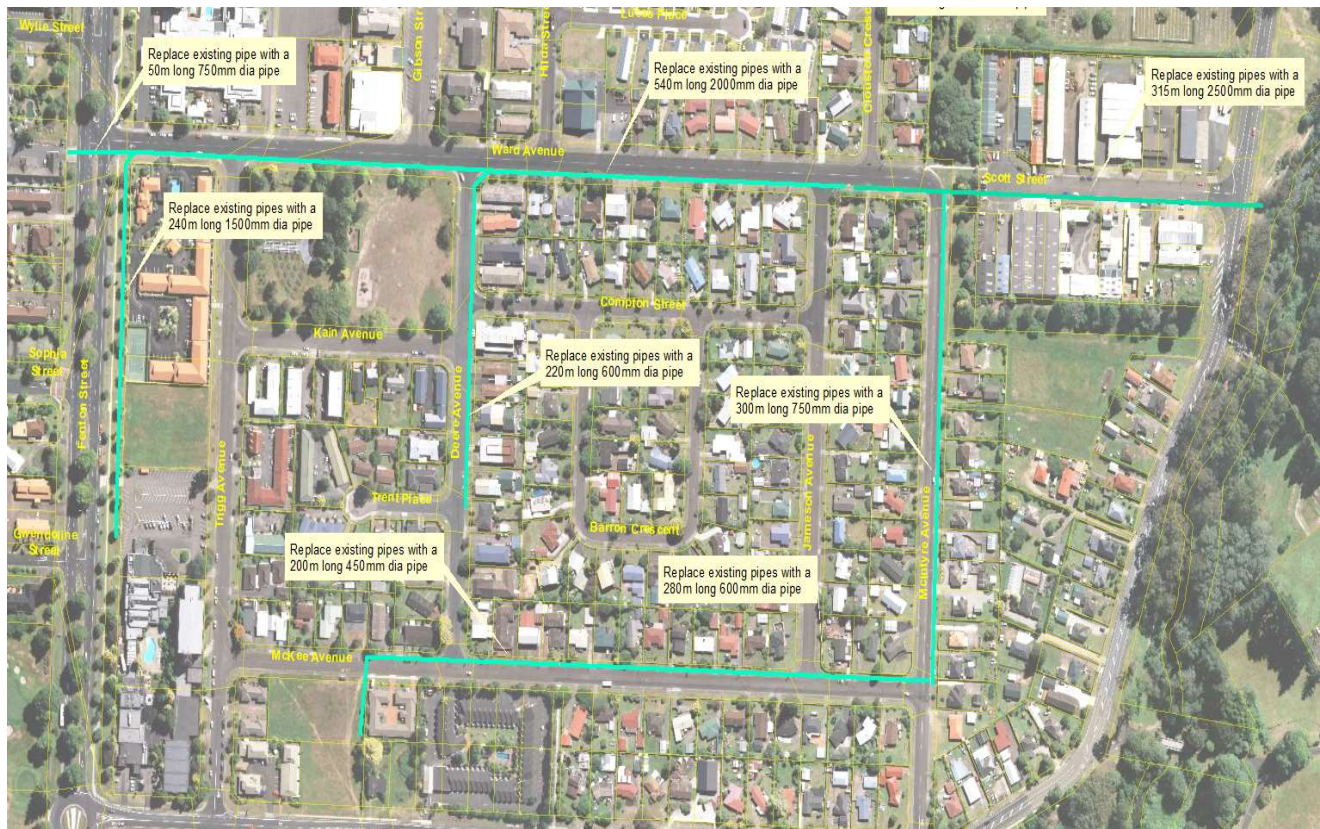 Wylie Street
Gibson Str
Hilda Stree
Lucas Place
Clouston Cresc
Replace existing pipe with a
50m long 750mm dia pipe
Replace existing pipes with a
540m long 2000mm dia pipe
Replace existing pipes with a
315m long 2500mm dia pipe
Ward Avenue
Scott Street
Replace existing pipes with a
240m long 1500mm dia pipe
Compton Street
Kain Avenue
Sophia
Street
Fenton Street
Replace existing pipes with a
220m long 600mm dia pipe
Deere Avenue
Replace existing pipes with a
300m long 750mm dia pipe
Trigg Avenue
Trent Place
Jameson Avenue
McIntyre Avenue
Gwendoline
Street
Barron Crescent
Replace existing pipes with a
200m long 450mm dia pipe
Replace existing pipes with a
280m long 600mm dia pipe
McKee Avenue